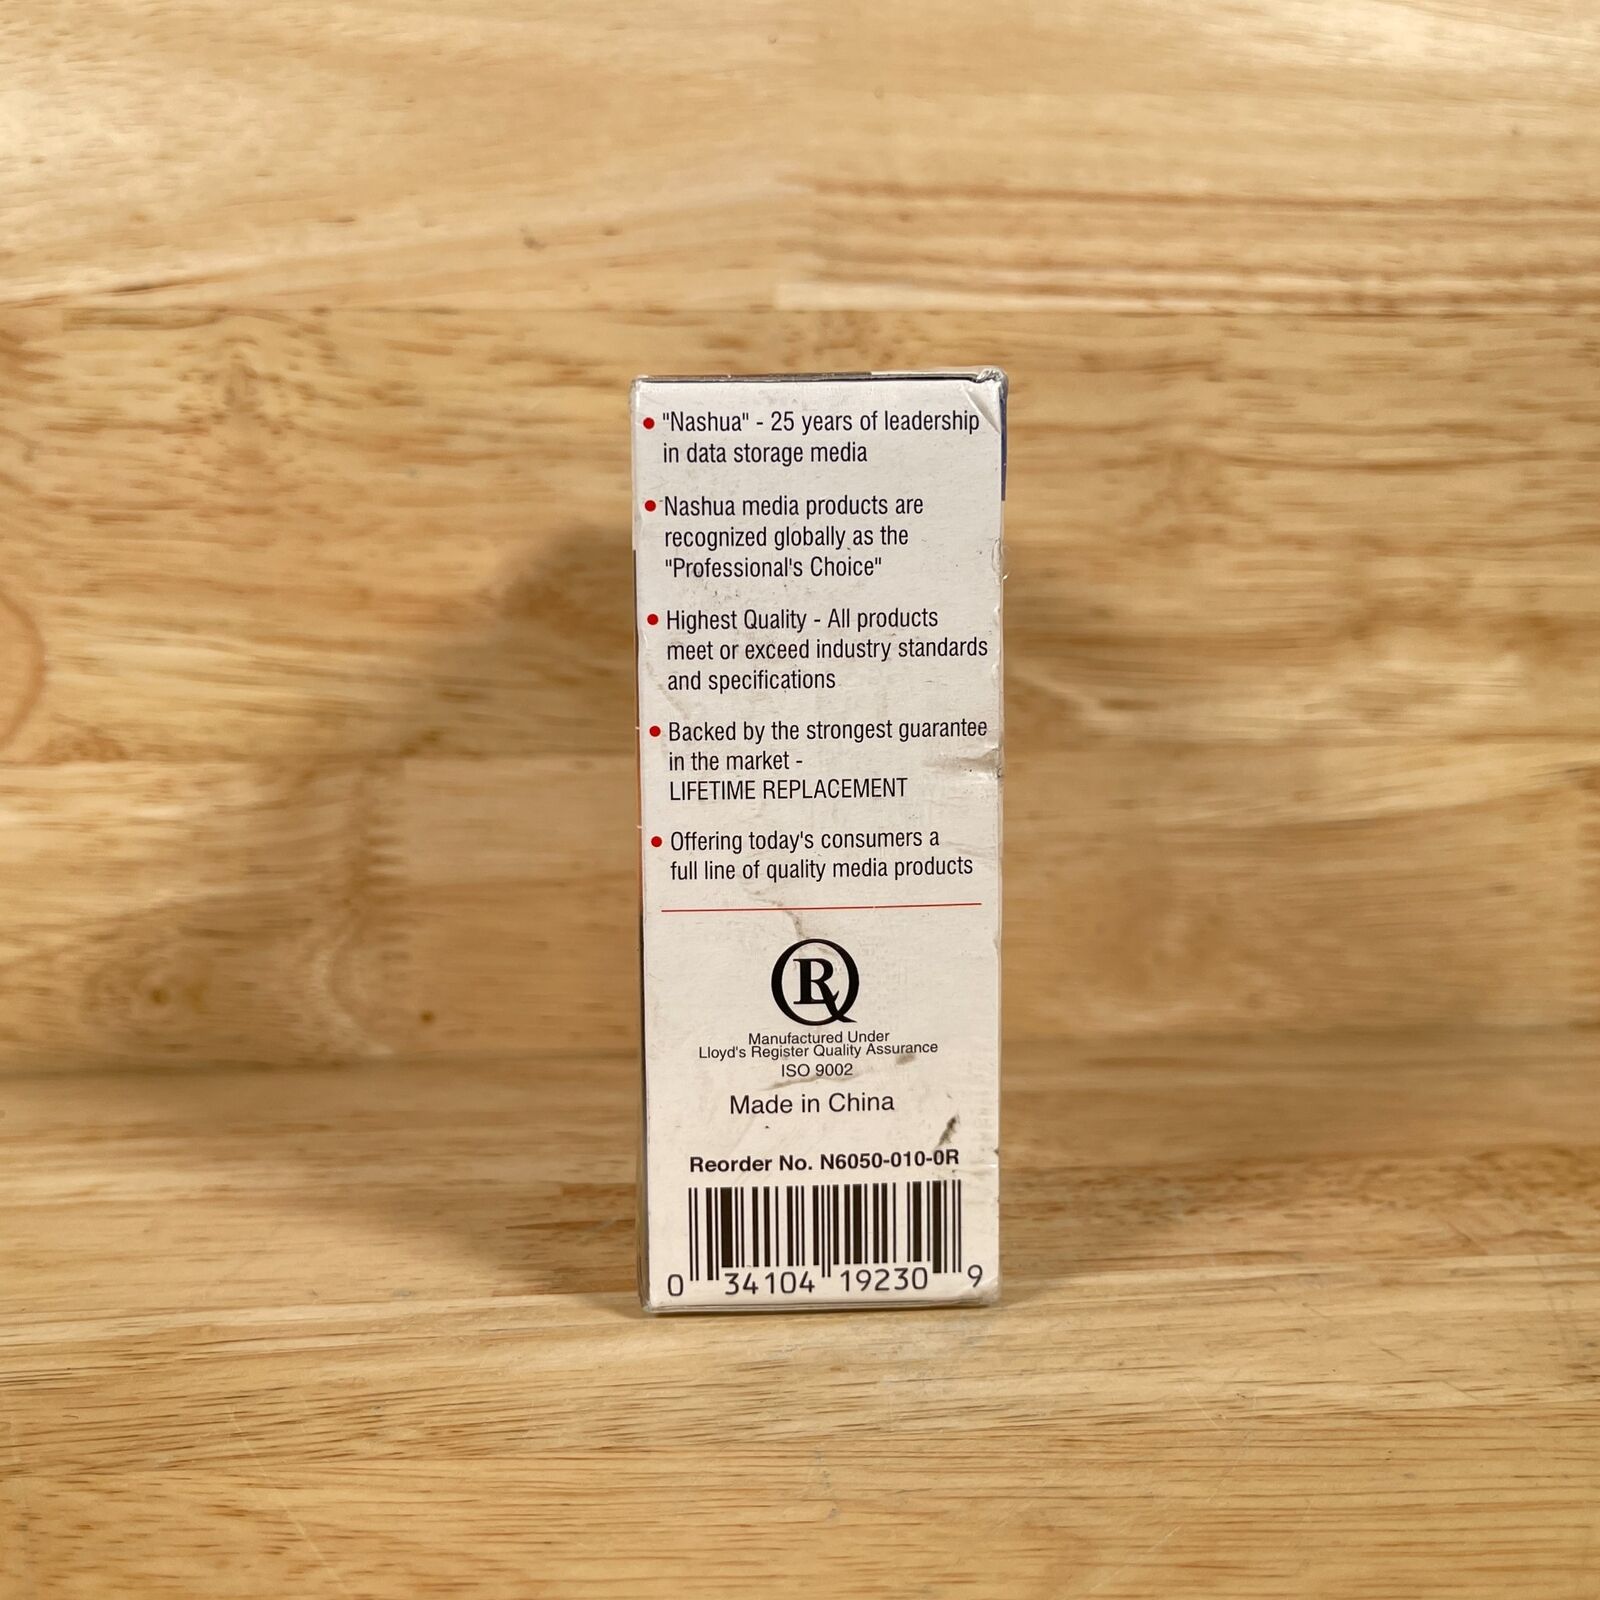 • "Nashua" - 25 years of leadership
in data storage media
• Nashua media products are
recognized globally as the
"Professional's Choice"
• Highest Quality - All products
meet or exceed industry standards
and specifications
• Backed by the strongest guarantee
in the market -
LIFETIME REPLACEMENT
• Offering today's consumers a
full line of quality media products
LRQ
Manufactured Under
Lloyd's Register Quality Assurance
ISO 9002
Made in China
Reorder No. N6050-010-0R
0 34104 19230 9